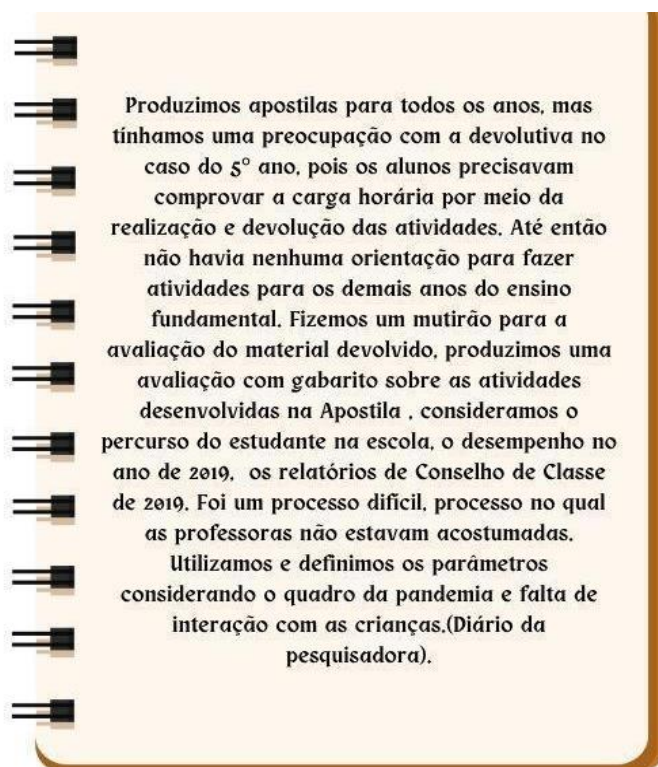 Produzimos apostilas para todos os anos, mas
tínhamos uma preocupação com a devolutiva no
caso do 5° ano, pois os alunos precisavam
comprovar a carga horária por meio da
realização e devolução das atividades. Até então
não havia nenhuma orientação para fazer
atividades para os demais anos do ensino
fundamental. Fizemos um mutirão para a
avaliação do material devolvido, produzimos uma
avaliação com gabarito sobre as atividades
desenvolvidas na Apostila , consideramos o
percurso do estudante na escola, o desempenho no
ano de 2019, os relatórios de Conselho de Classe
de 2019. Foi um processo difícil, processo no qual
as professoras não estavam acostumadas.
Utilizamos e definimos os parâmetros
considerando o quadro da pandemia e falta de
interação com as crianças.(Diário da
pesquisadora).